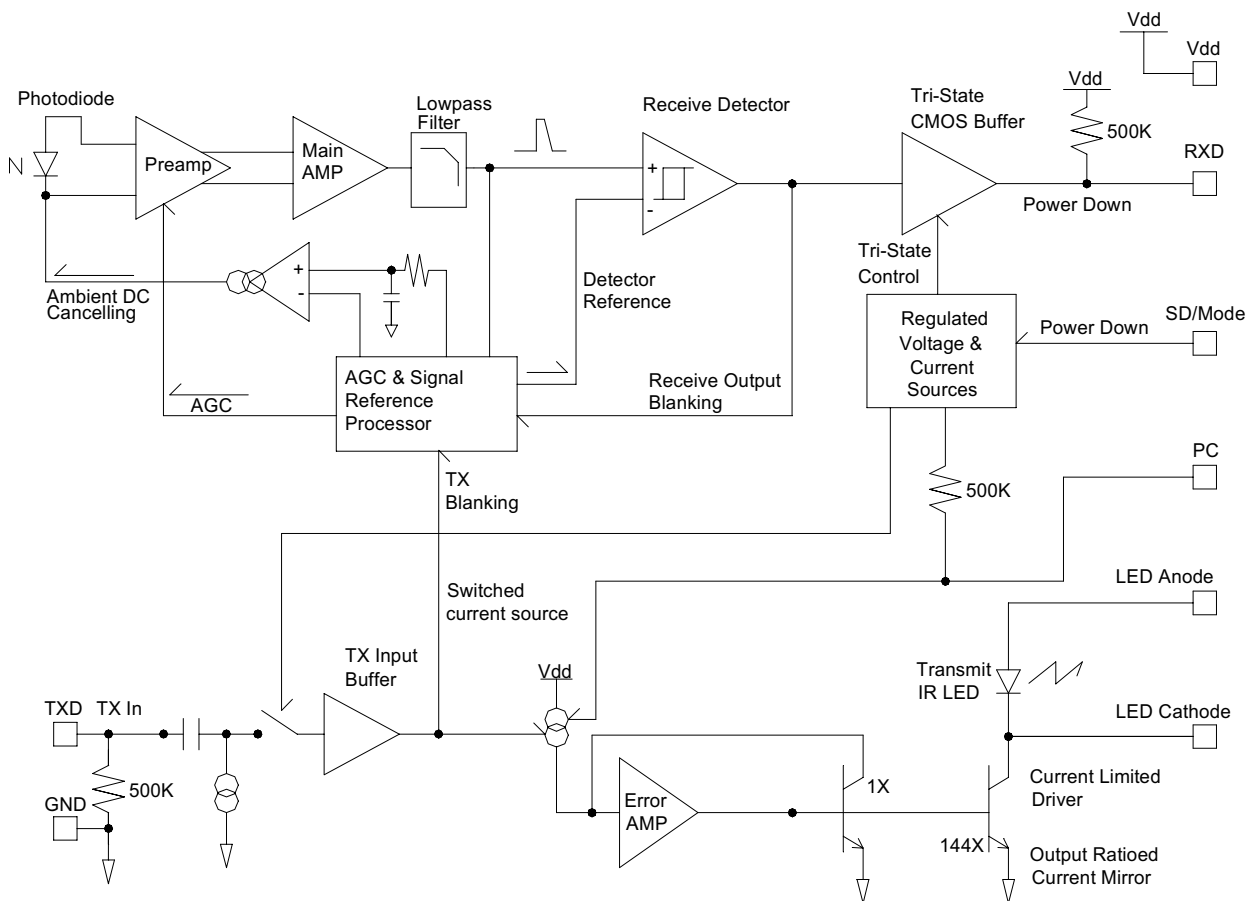 Vdd
Vdd
Vdd
Photodiode
Lowpass
Filter
Receive Detector
Tri-State
CMOS Buffer
500K
Preamp
Main
AMP
+
-
RXD
Power Down
Tri-State
Control
+
-
Ambient DC
Cancelling
Detector
Reference
Regulated
Voltage &
Current
Sources
Power Down
SD/Mode
AGC & Signal
Reference
Processor
AGC
Receive Output
Blanking
TX
Blanking
500K
PC
Switched
current source
LED Anode
TX Input
Buffer
Vdd
Transmit
IR LED
TXD
TX In
LED Cathode
500K
GND
Error
AMP
1X
144X
Current Limited
Driver
Output Ratioed
Current Mirror